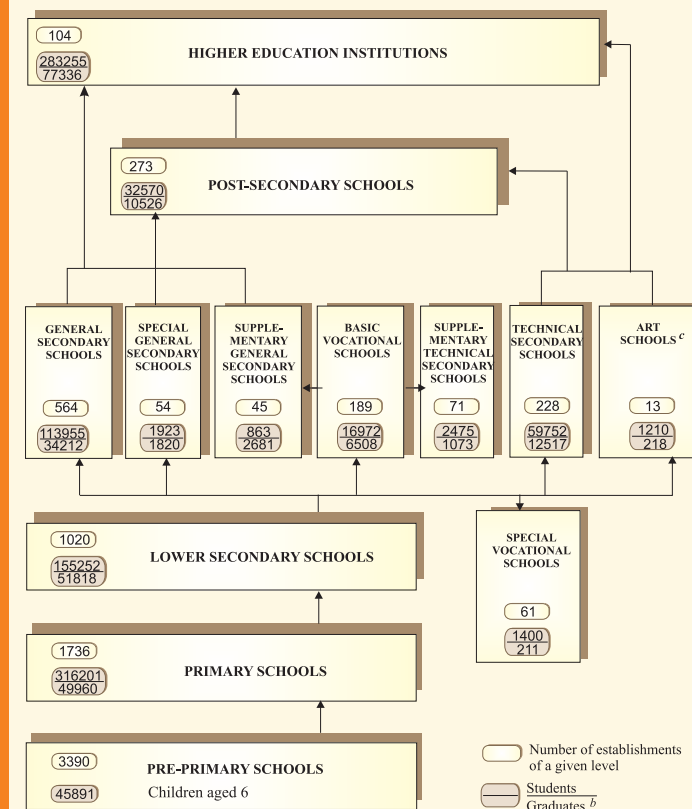 104
283255
77336
HIGHER EDUCATION INSTITUTIONS
273
32570
10526
POST-SECONDARY SCHOOLS
GENERAL
SECONDARY
SCHOOLS
564
113955
34212
SPECIAL
GENERAL
SECONDARY
SCHOOLS
54
1923
1820
SUPPLE-
MENTARY
GENERAL
SECONDARY
SCHOOLS
45
863
2681
BASIC
VOCATIONAL
SCHOOLS
189
16972
6508
SUPPLE-
MENTARY
TECHNICAL
SECONDARY
SCHOOLS
71
2475
1073
TECHNICAL
SECONDARY
SCHOOLS
228
59752
12517
ART
SCHOOLS c
13
1210
218
1020
155252
51818
LOWER SECONDARY SCHOOLS
SPECIAL
VOCATIONAL
SCHOOLS
61
1400
211
1736
316201
49960
PRIMARY SCHOOLS
3390
45891
PRE-PRIMARY SCHOOLS
Children aged 6
Number of establishments
of a given level
Students
Graduates b